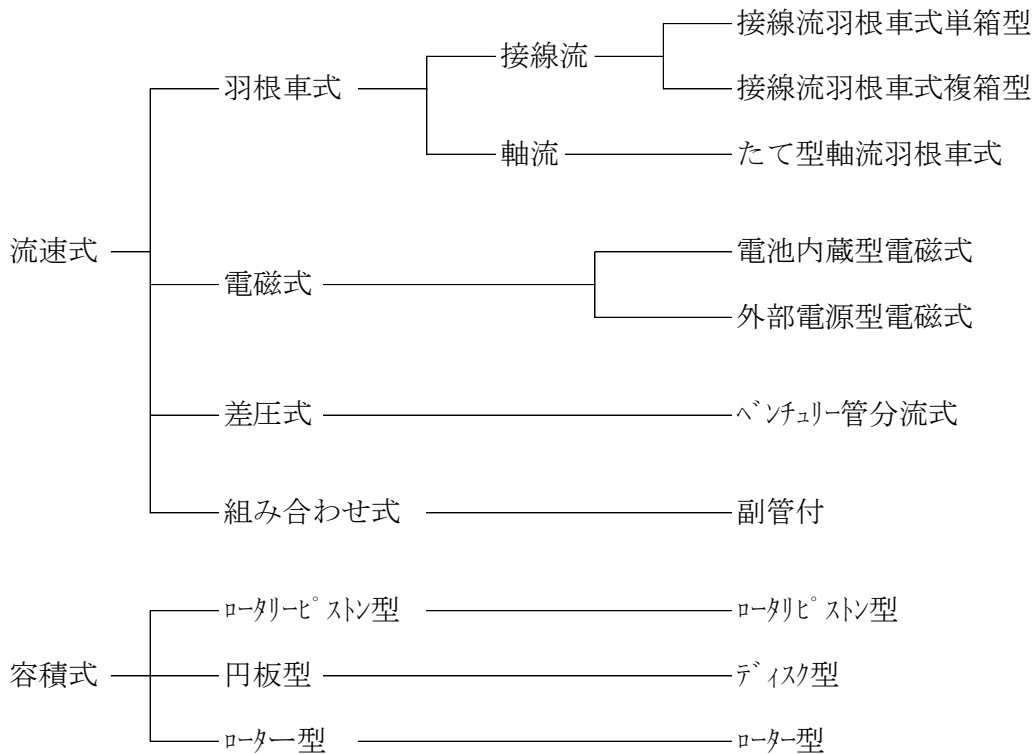 接線流羽根車式単箱型
接線流
羽根車式
接線流羽根車式複箱型
軸流
たて型軸流羽根車式
流速式
電池内蔵型電磁式
電磁式
外部電源型電磁式
差圧式
ﾍﾞﾝﾁｭﾘｰ管分流式
組み合わせ式
副管付
ﾛｰﾀﾘｰﾋﾟｽﾄﾝ型
ﾛｰﾀﾘﾋﾟｽﾄﾝ型
容積式
円板型
ﾃﾞｨｽｸ型
ﾛｰﾀー型
ﾛｰﾀｰ型